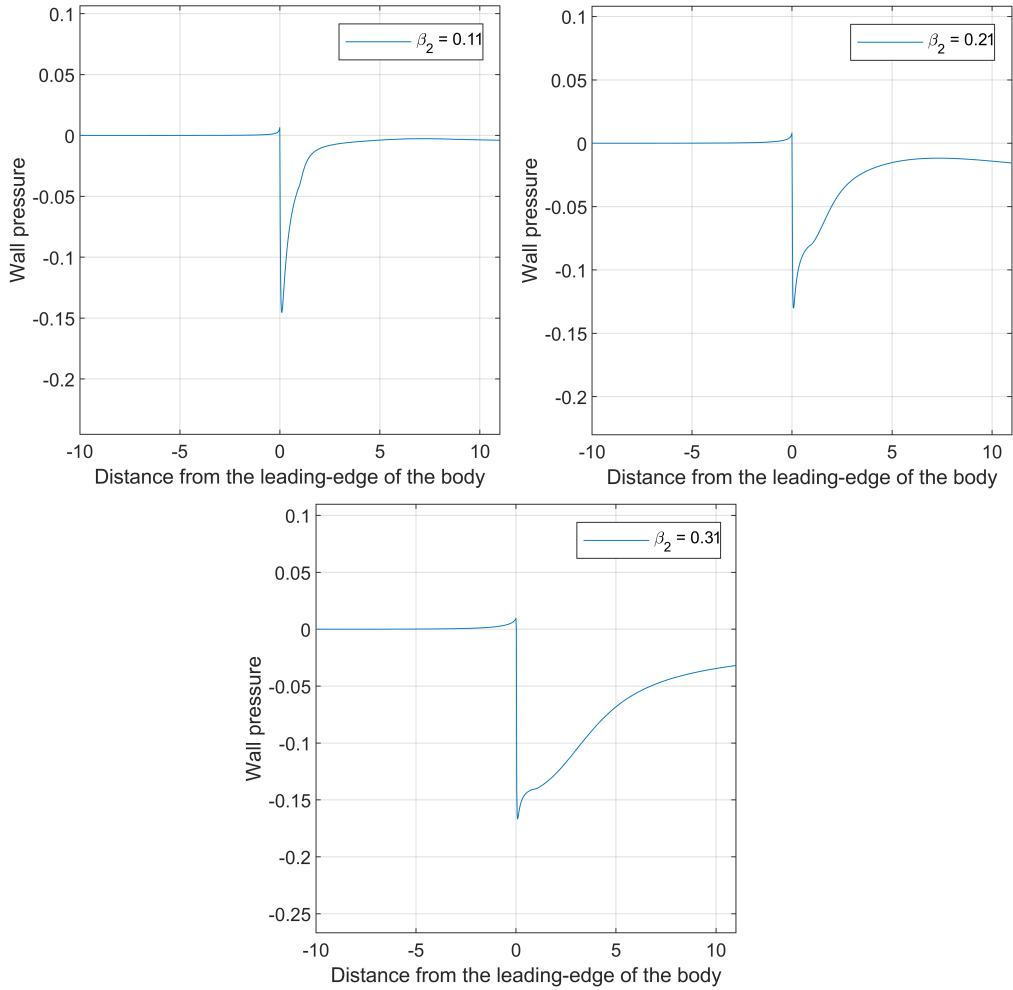 0.1
0.05
0
-0.05
-0.1
-0.15
-0.2
Wall pressure
β2 = 0.11
-10 -5 0 5 10
Distance from the leading-edge of the body
0.1
0.05
0
-0.05
-0.1
-0.15
-0.2
Wall pressure
β2 = 0.21
-10 -5 0 5 10
Distance from the leading-edge of the body
0.1
0.05
0
-0.05
-0.1
-0.15
-0.2
-0.25
Wall pressure
β2 = 0.31
-10 -5 0 5 10
Distance from the leading-edge of the body